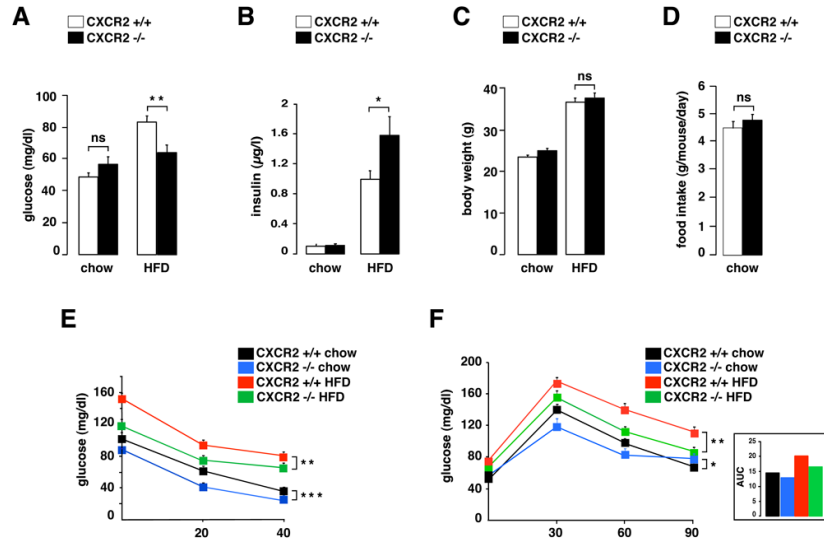 A
CXCR2 +/+
CXCR2 -/-
glucose (mg/dl)
100
80
60
40
20
0
ns
**
chow
HFD
B
CXCR2 +/+
CXCR2 -/-
insulin (µg/l)
2
1.6
1.2
0.8
0.4
0
*
chow
HFD
C
CXCR2 +/+
CXCR2 -/-
body weight (g)
40
30
20
10
0
ns
chow
HFD
D
CXCR2 +/+
CXCR2 -/-
food intake (g/mouse/day)
6
5
4
3
2
1
0
ns
chow
E
CXCR2 +/+ chow
CXCR2 -/- chow
CXCR2 +/+ HFD
CXCR2 -/- HFD
glucose (mg/dl)
160
120
80
40
0
20
40
**
***
F
CXCR2 +/+ chow
CXCR2 -/- chow
CXCR2 +/+ HFD
CXCR2 -/- HFD
glucose (mg/dl)
200
160
120
80
40
0
30
60
90
**
*
AUC
25
20
15
10
5
0